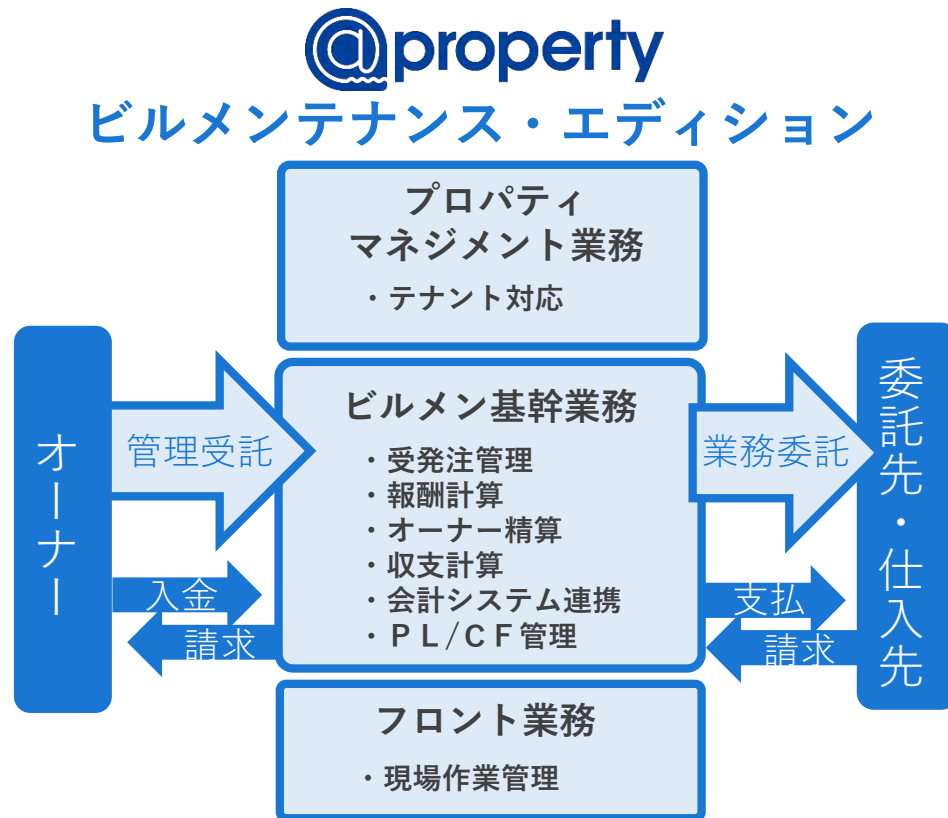 @property
ビルメンテナンス・エディション
プロパティ
マネジメント業務
・テナント対応
オーナー
管理受託
入金
請求
ビルメン基幹業務
・受発注管理
・報酬計算
・オーナー精算
・収支計算
・会計システム連携
・ＰＬ/ＣＦ管理
業務委託
支払
請求
委託先・仕入先
フロント業務
・現場作業管理